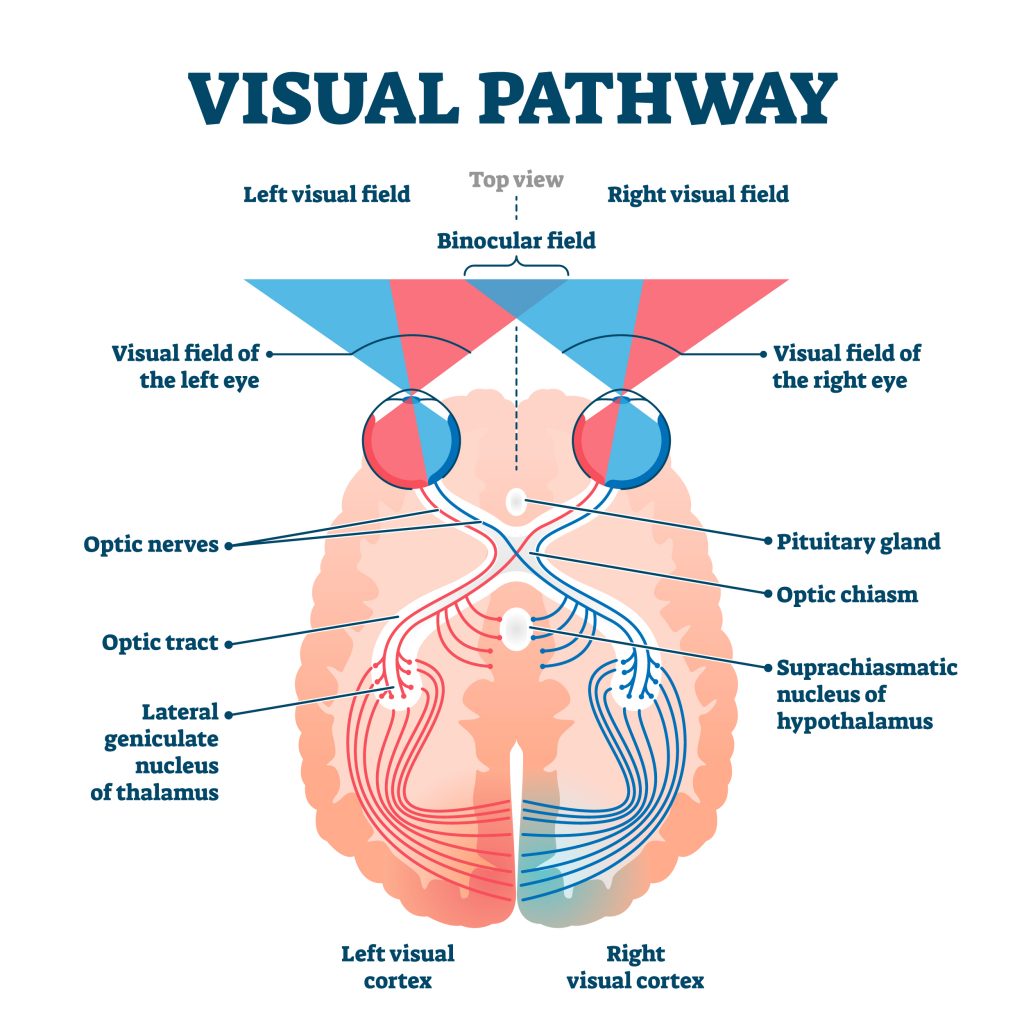 VISUAL PATHWAY
Top view
Left visual field
Right visual field
Binocular field
Visual field of
the left eye
Visual field of
the right eye
Optic nerves
Pituitary gland
Optic chiasm
Optic tract
Suprachiasmatic
nucleus of
hypothalamus
Lateral
geniculate
nucleus
of thalamus
Left visual
cortex
Right
visual cortex